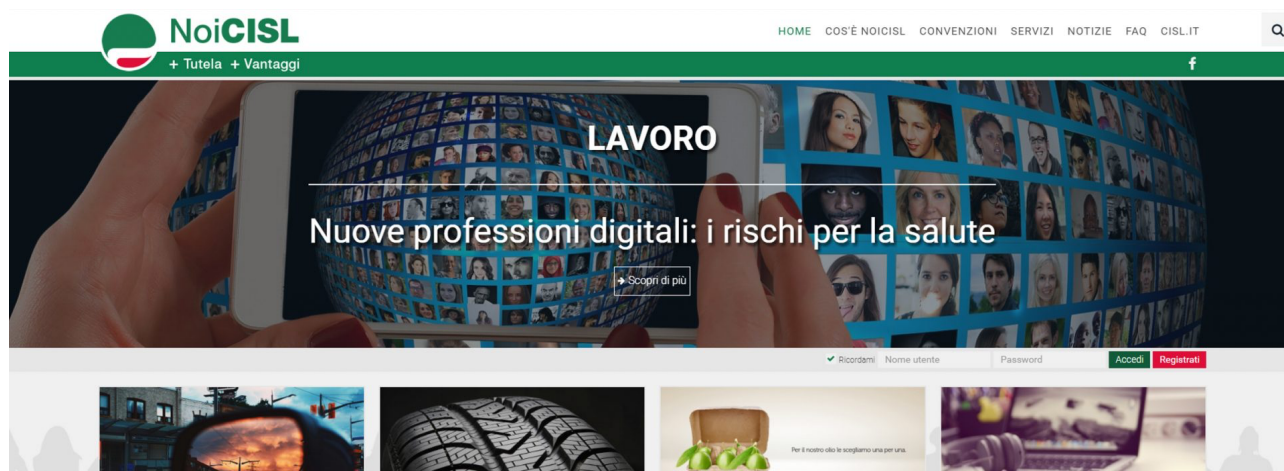 NoiCISL
+ Tutela + Vantaggi
HOME COS'È NOICISL CONVENZIONI SERVIZI NOTIZIE FAQ CISL.IT
f
LAVORO
Nuove professioni digitali: i rischi per la salute
→ Scopri di più
✔ Ricordami Nome utente Password Accedi Registrati
Per il nostro olio le scegliamo una per una.